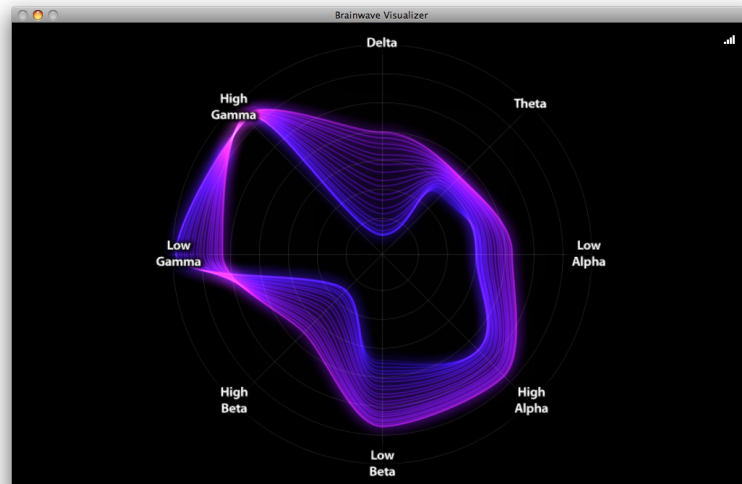 Brainwave Visualizer
Delta
Theta
Low
Alpha
High
Alpha
Low
Beta
High
Beta
Low
Gamma
High
Gamma